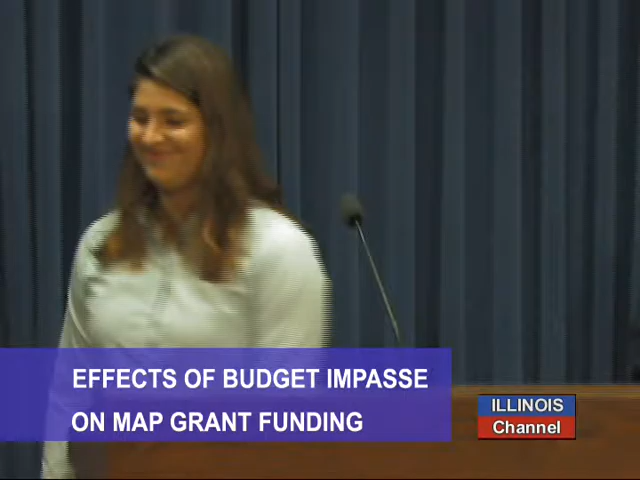 EFFECTS OF BUDGET IMPASSE
ON MAP GRANT FUNDING
ILLINOIS
Channel